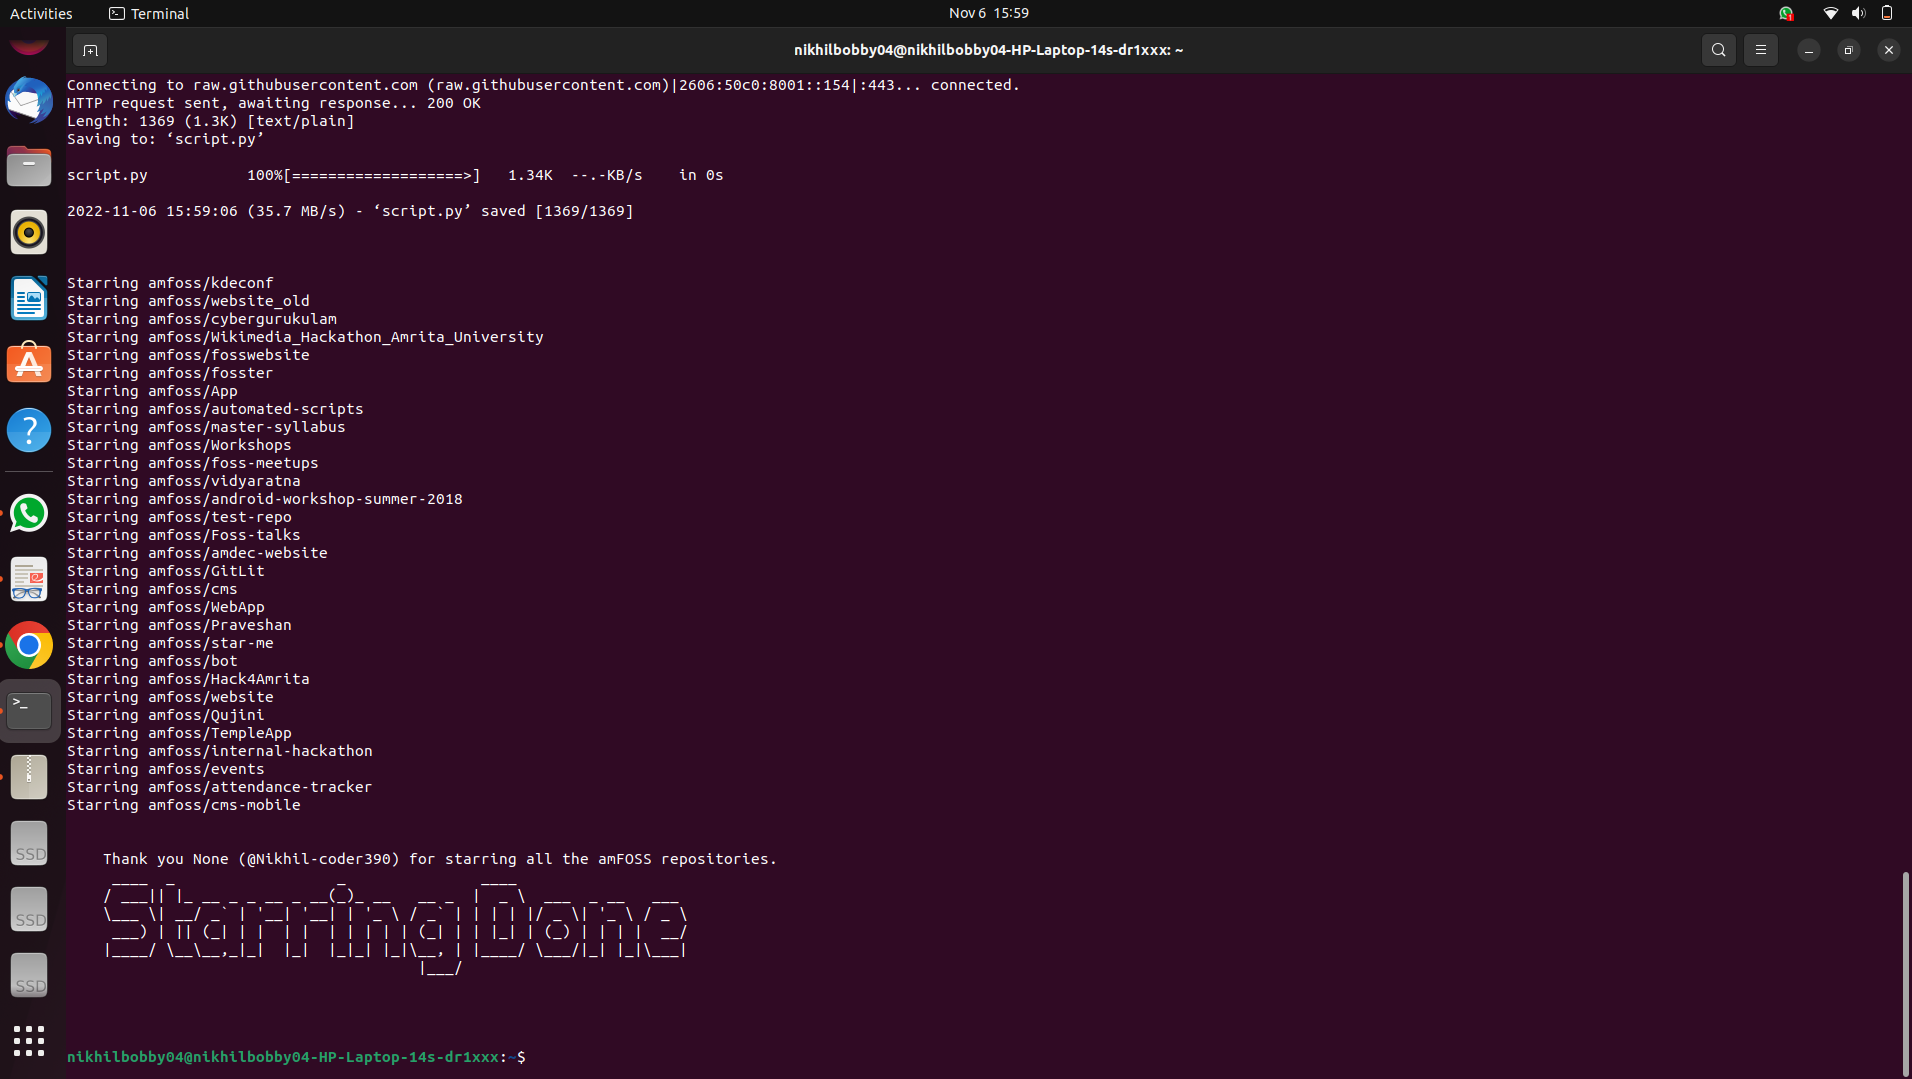 Activities
Terminal
Nov 6 15:59
nikhilbobby04@nikhilbobby04-HP-Laptop-14s-dr1xxx: ~
Connecting to raw.githubusercontent.com (raw.githubusercontent.com)|2606:50c0:8001::154|:443... connected.
HTTP request sent, awaiting response... 200 OK
Length: 1369 (1.3K) [text/plain]
Saving to: ‘script.py’
script.py 100%[===================>] 1.34K --.-KB/s in 0s
2022-11-06 15:59:06 (35.7 MB/s) - ‘script.py’ saved [1369/1369]
Starring amfoss/kdeconf
Starring amfoss/website_old
Starring amfoss/cybergurukulam
Starring amfoss/Wikimedia_Hackathon_Amrita_University
Starring amfoss/fosswebsite
Starring amfoss/fosster
Starring amfoss/App
Starring amfoss/automated-scripts
Starring amfoss/master-syllabus
Starring amfoss/Workshops
Starring amfoss/foss-meetups
Starring amfoss/vidyaratna
Starring amfoss/android-workshop-summer-2018
Starring amfoss/test-repo
Starring amfoss/Foss-talks
Starring amfoss/amdec-website
Starring amfoss/GitLit
Starring amfoss/cms
Starring amfoss/WebApp
Starring amfoss/Praveshan
Starring amfoss/star-me
Starring amfoss/bot
Starring amfoss/Hack4Amrita
Starring amfoss/website
Starring amfoss/Qujini
Starring amfoss/TempleApp
Starring amfoss/internal-hackathon
Starring amfoss/events
Starring amfoss/attendance-tracker
Starring amfoss/cms-mobile
Thank you None (@Nikhil-coder390) for starring all the amFOSS repositories.
StarringDone
nikhilbobby04@nikhilbobby04-HP-Laptop-14s-dr1xxx:~$
SSD
SSD
SSD